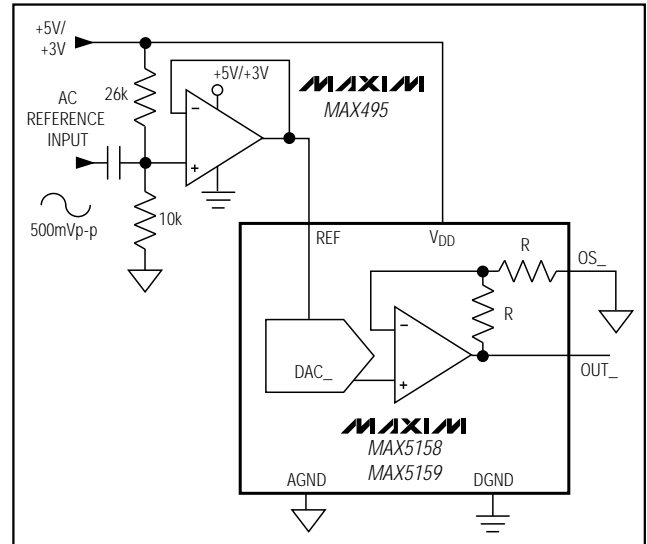 +5V/
+3V
26k
+5V/+3V
MAXIM
MAX495
AC
REFERENCE
INPUT
−
+
10k
500mVp-p
REF
VDD
R
OS_
R
−
+
DAC_
OUT_
MAXIM
MAX5158
MAX5159
AGND
DGND